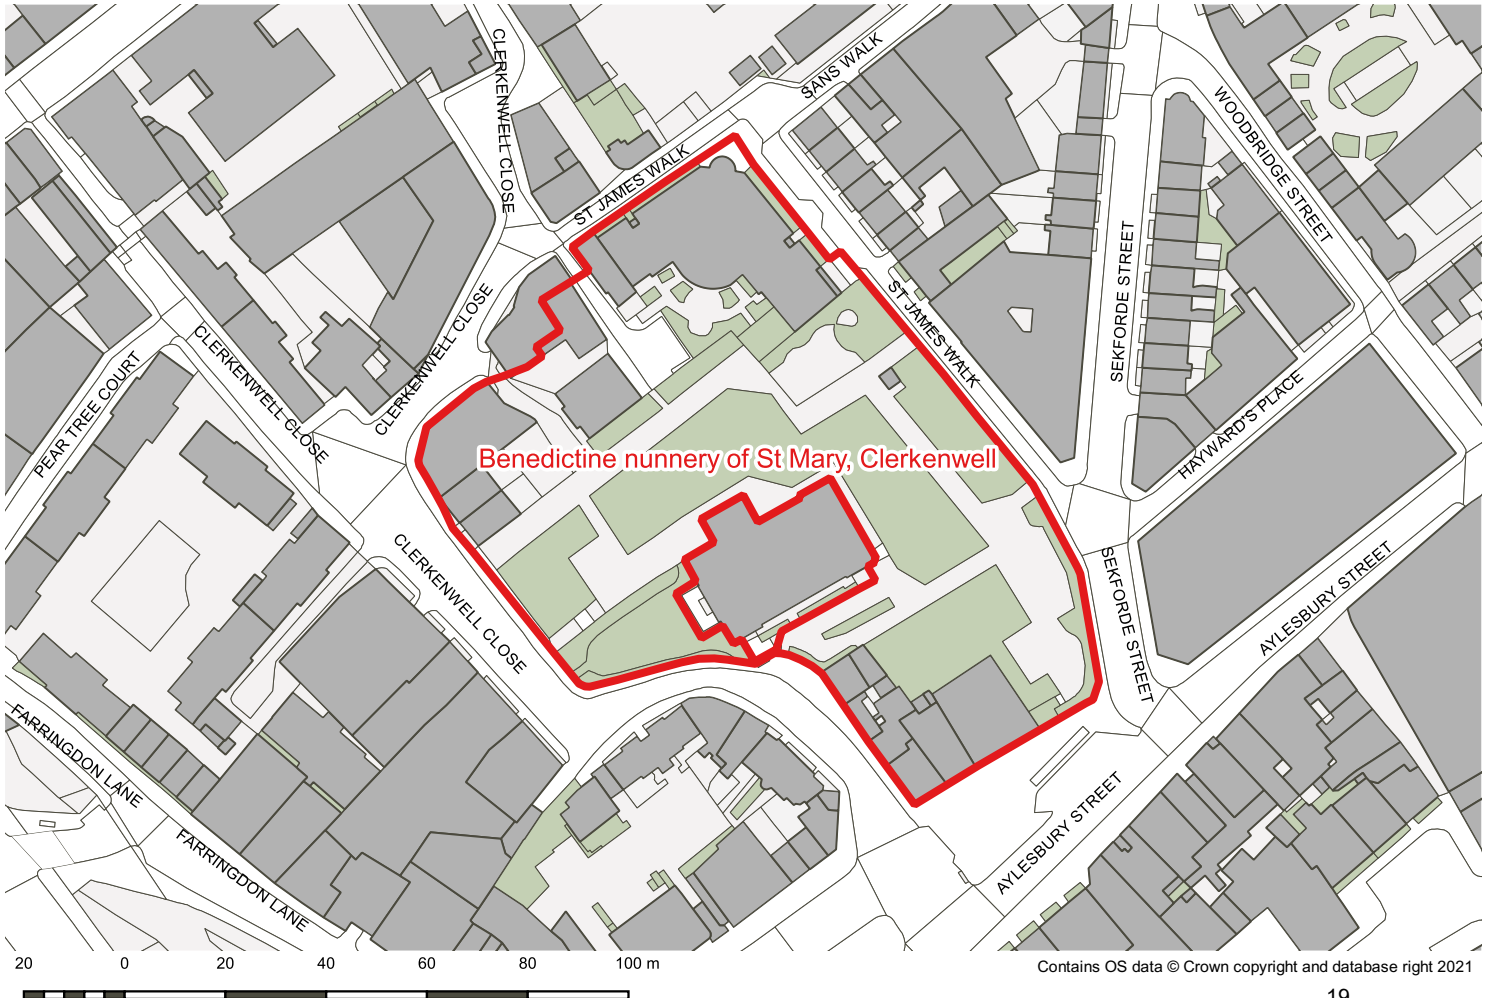 CLERKENWELL CLOSE
SANS WALK
WOODBRIDGE STREET
ST JAMES WALK
SEKFORDE STREET
ST JAMES WALK
CLERKENWELL CLOSE
CLERKENWELL CLOSE
PEAR TREE COURT
HAYWARD'S PLACE
Benedictine nunnery of St Mary, Clerkenwell
CLERKENWELL CLOSE
SEKFORDE STREET
AYLESBURY STREET
FARRINGDON LANE
FARRINGDON LANE
AYLESBURY STREET
20 0 20 40 60 80 100 m
Contains OS data © Crown copyright and database right 2021
19